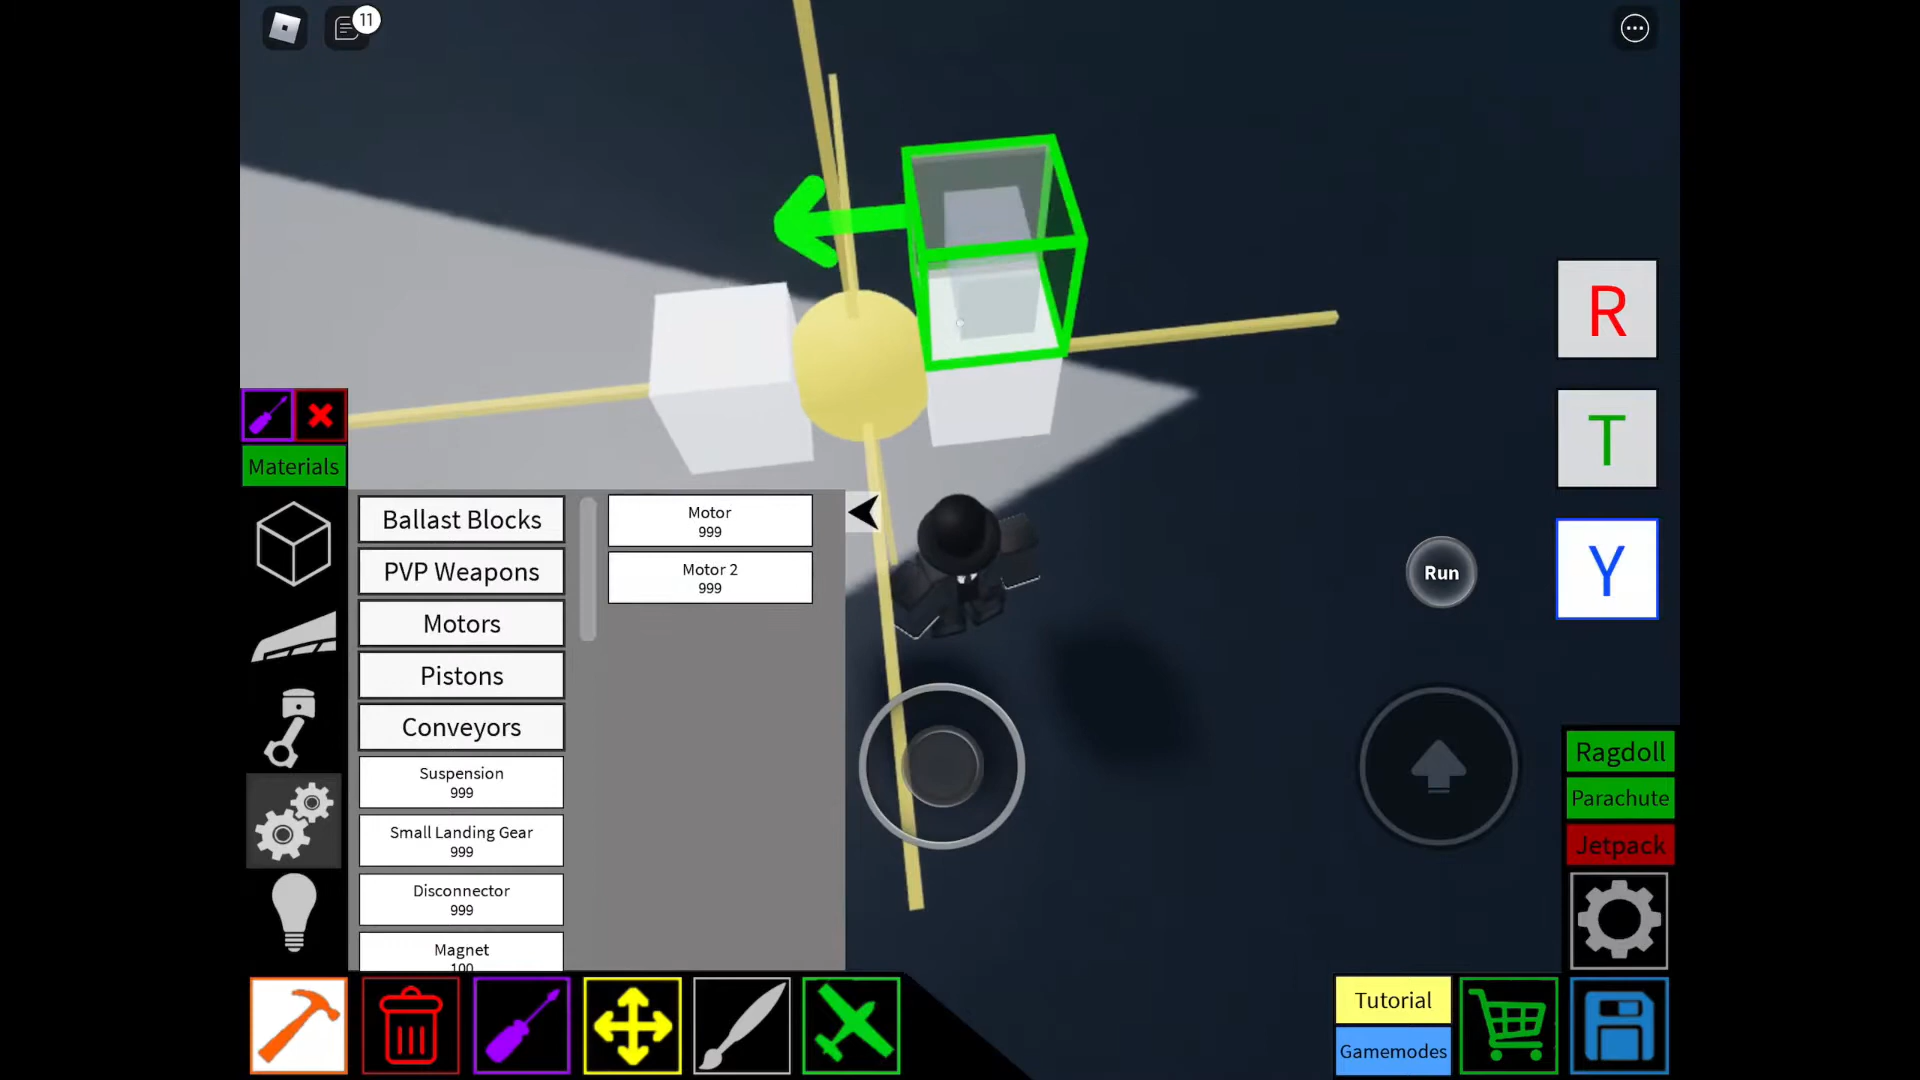 11
R
Materials
T
Ballast Blocks
Motor
999
PVP Weapons
Motor 2
999
Run
Y
Motors
Pistons
Conveyors
Suspension
999
Ragdoll
Parachute
Small Landing Gear
999
Jetpack
Disconnector
999
Magnet
100
Tutorial
Gamemodes